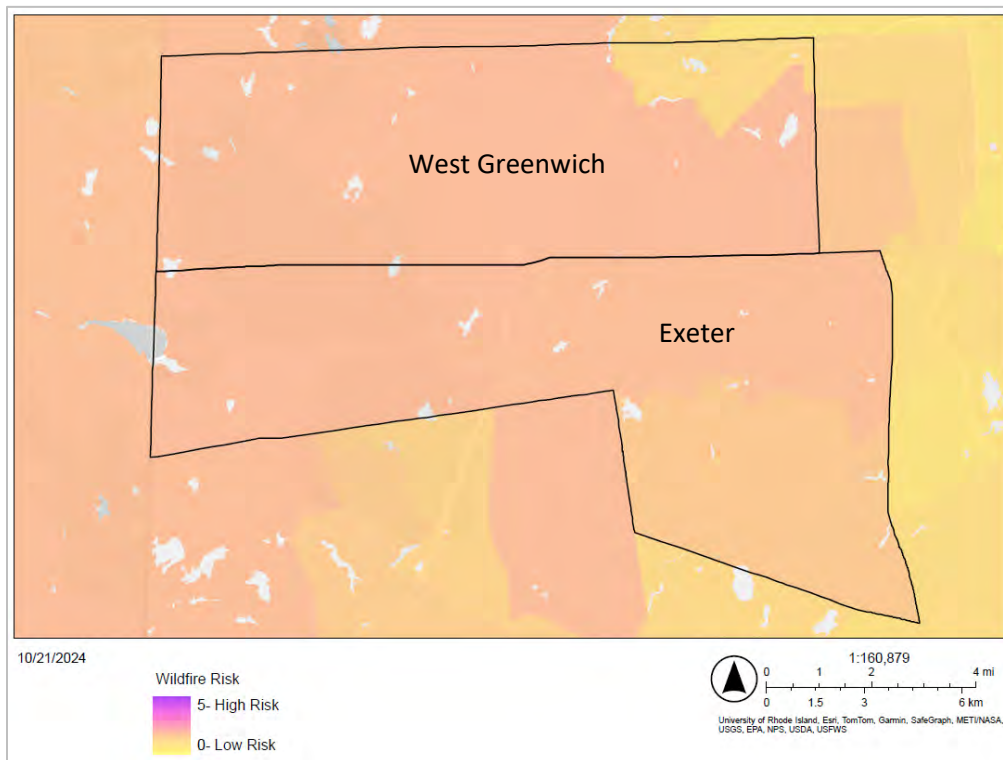 West Greenwich
Exeter
10/21/2024
Wildfire Risk
5- High Risk
0- Low Risk
1:160,879
0 1 2 4 mi
0 1.5 3 6 km
University of Rhode Island, Esri, TomTom, Garmin, SafeGraph, METI/NASA,
USGS, EPA, NPS, USDA, USFWS